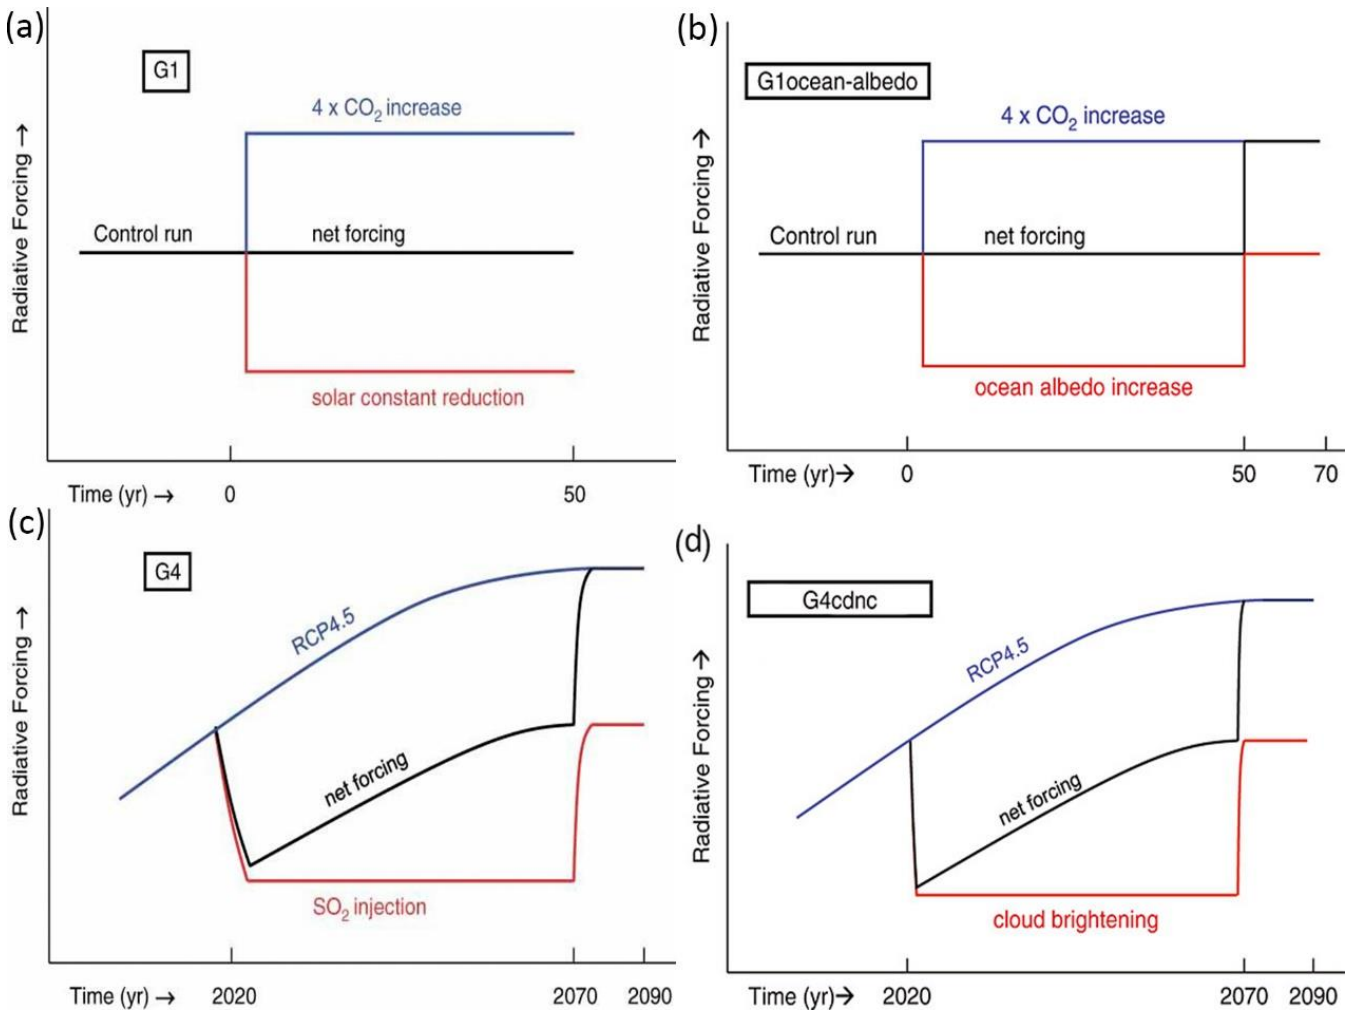 (a)
G1
4 x CO₂ increase
Control run
net forcing
solar constant reduction
Radiative Forcing →
Time (yr) →
0
50
(b)
G1ocean-albedo
4 x CO₂ increase
Control run
net forcing
ocean albedo increase
Radiative Forcing →
Time (yr)→
0
50
70
(c)
G4
RCP4.5
net forcing
SO₂ injection
Radiative Forcing →
Time (yr) →
2020
2070
2090
(d)
G4cdnc
RCP4.5
net forcing
cloud brightening
Radiative Forcing →
Time (yr)→
2020
2070
2090